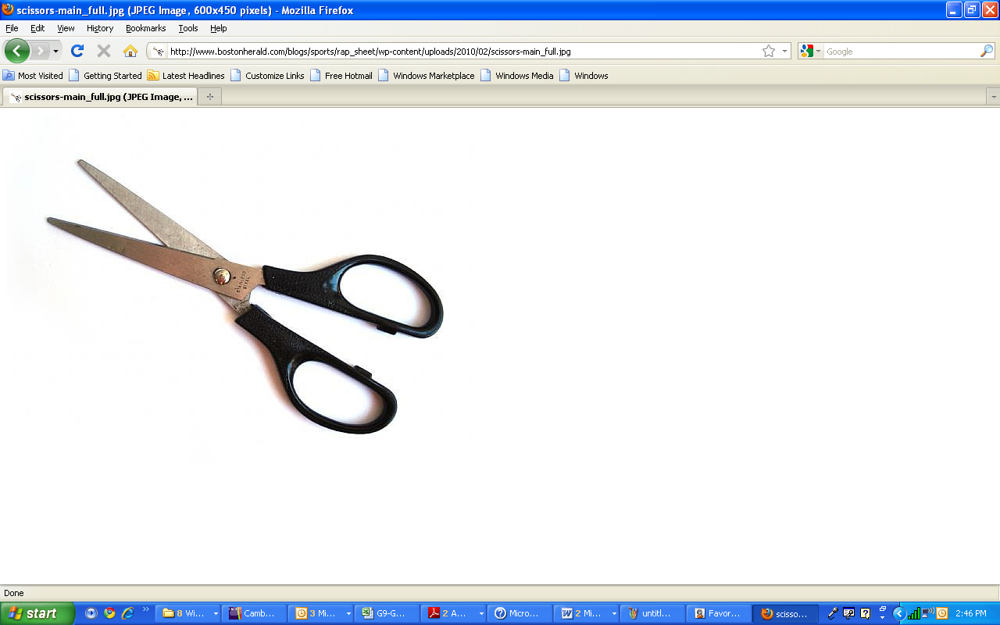 scissors-main_full.jpg (JPEG Image, 600x450 pixels) - Mozilla Firefox
File Edit View History Bookmarks Tools Help
http://www.bostonherald.com/blogs/sports/rap_sheet/wp-content/uploads/2010/02/scissors-main_full.jpg Google
Most Visited Getting Started Latest Headlines Customize Links Free Hotmail Windows Marketplace Windows Media Windows
scissors-main_full.jpg (JPEG Image, ...
STAINLESS
STEEL
Done
start 8 Wi... Camb... 3 Mi... G9-G... 2 A... Micro... 2 Mi... untitl... Favor... scisso... 2:46 PM